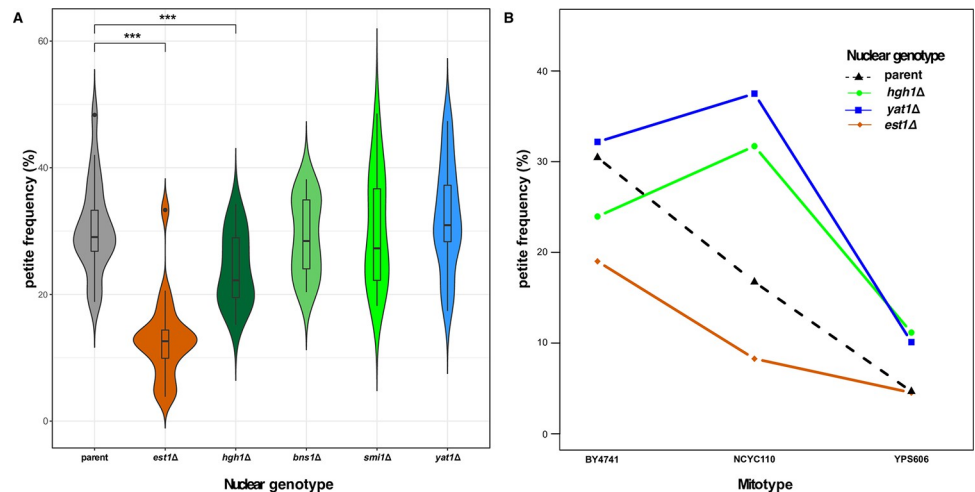 A
***
***
60
40
20
0
petite frequency (%)
parent
est1Δ
hgh1Δ
bns1Δ
smi1Δ
yat1Δ
Nuclear genotype
B
Nuclear genotype
parent
hgh1Δ
yat1Δ
est1Δ
40
30
20
10
0
petite frequency (%)
BY4741
NCYC110
YPS606
Mitotype